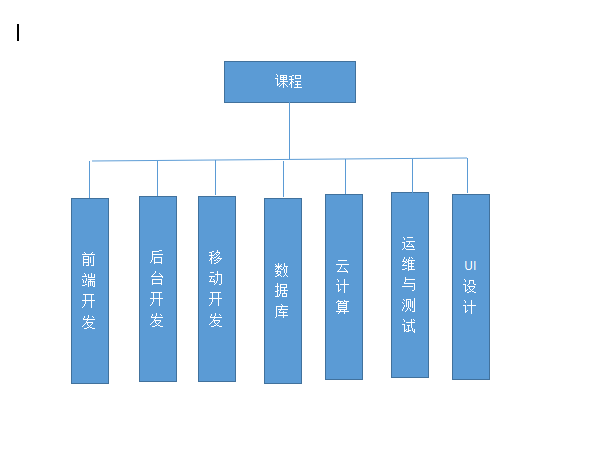 课程
前端开发
后台开发
移动开发
数据库
云计算
运维与测试
UI设计